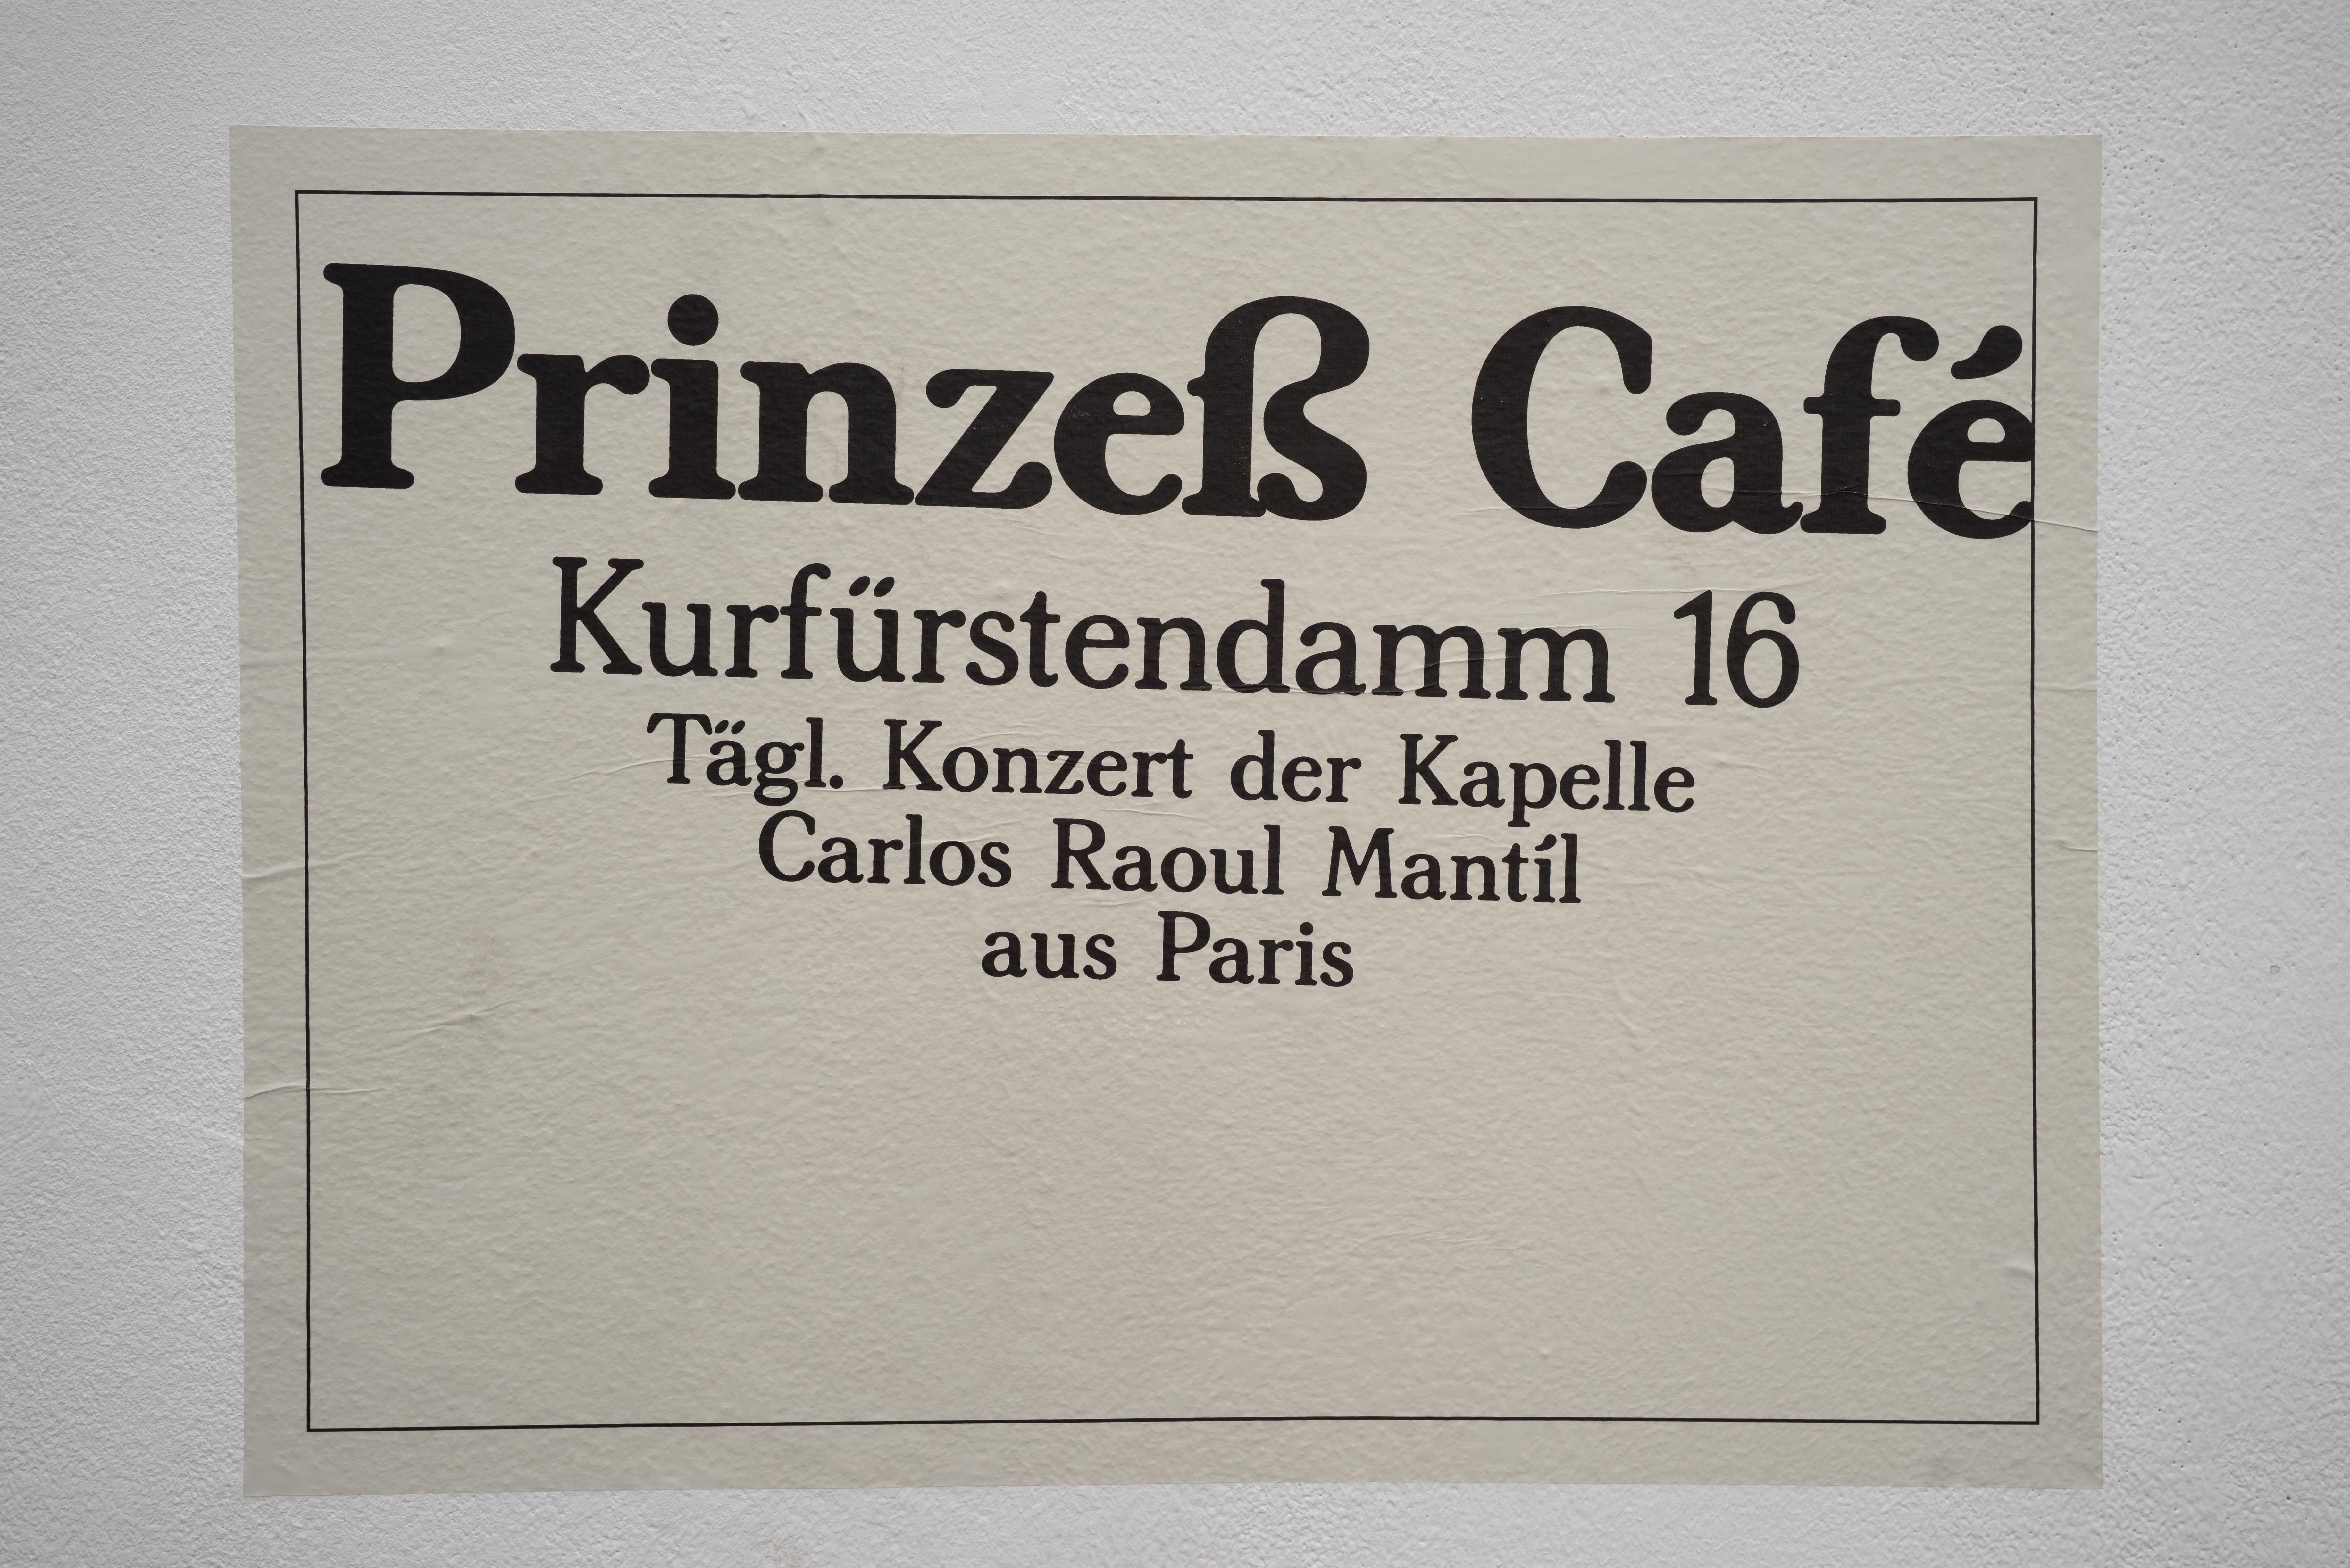 Prinzeß Café
Kurfürstendamm 16
Tägl. Konzert der Kapelle
Carlos Raoul Mantíl
aus Paris